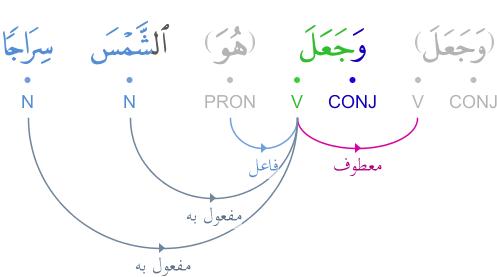 (وَجَعَلَ) وَجَعَلَ (هُوَ) ٱلشَّمْسَ سِرَاجًا
N N PRON V CONJ V CONJ
فاعل معطوف
مفعول به
مفعول به